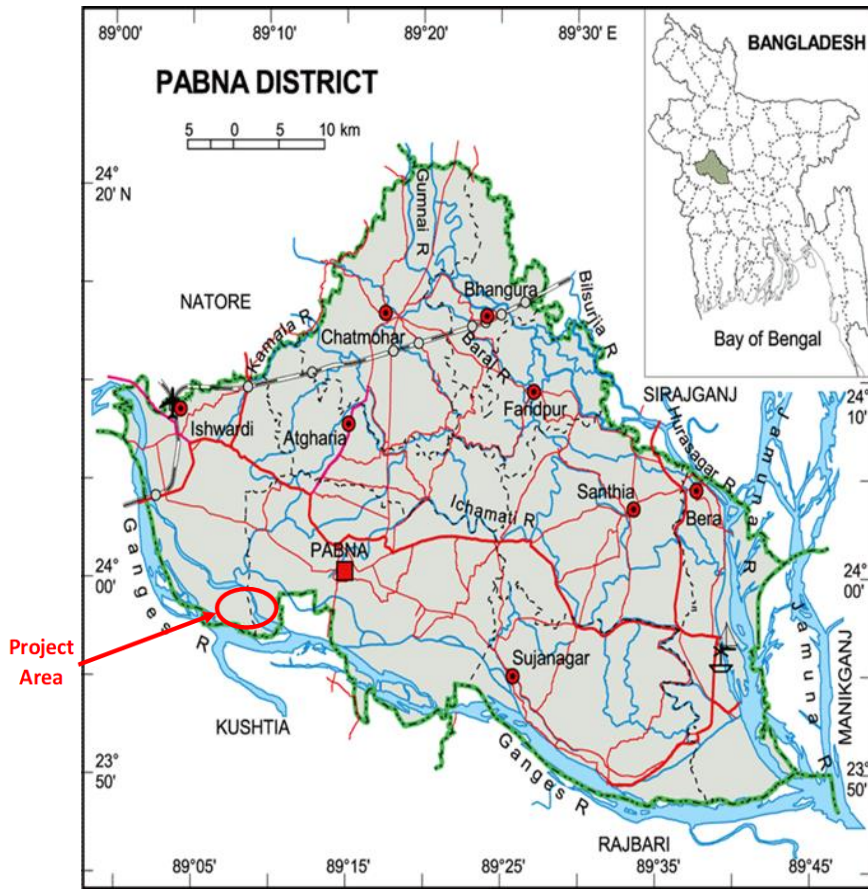 89°00'
89°10'
89°20'
89°30' E
PABNA DISTRICT
5 0 5 10 km
BANGLADESH
Bay of Bengal
24°
20' N
Gumnai R
NATORE
Bhangura
Bilsurjia R
Kamala R
Chatmohar
Baral R
SIRAJGANJ
24°
10'
Faridpur
Ishwardi
Atgharia
Hurasagar R
Jamuna R
Santhia
Bera
Ichamati R
Ganges R
PABNA
24°
00'
24°
00'
Project
Area
Sujanagar
Jamuna R
MANIKGANJ
KUSHTIA
Ganges R
23°
50'
23°
50'
RAJBARI
89°05'
89°15'
89°25'
89°35'
89°45'